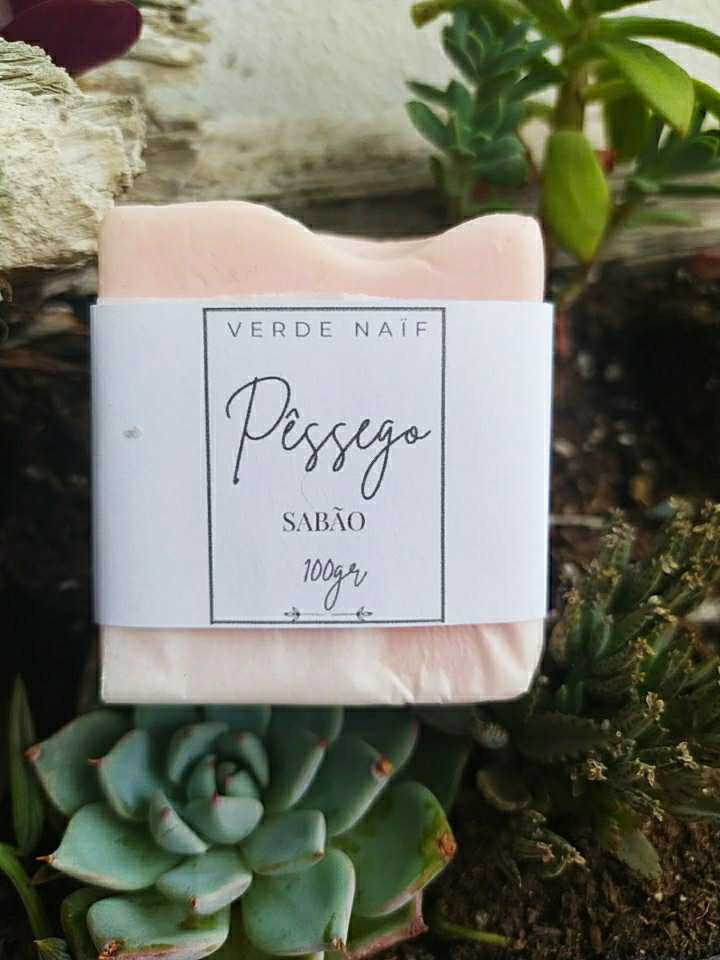 VERDE NAÏF
Pêssego
SABÃO
100gr